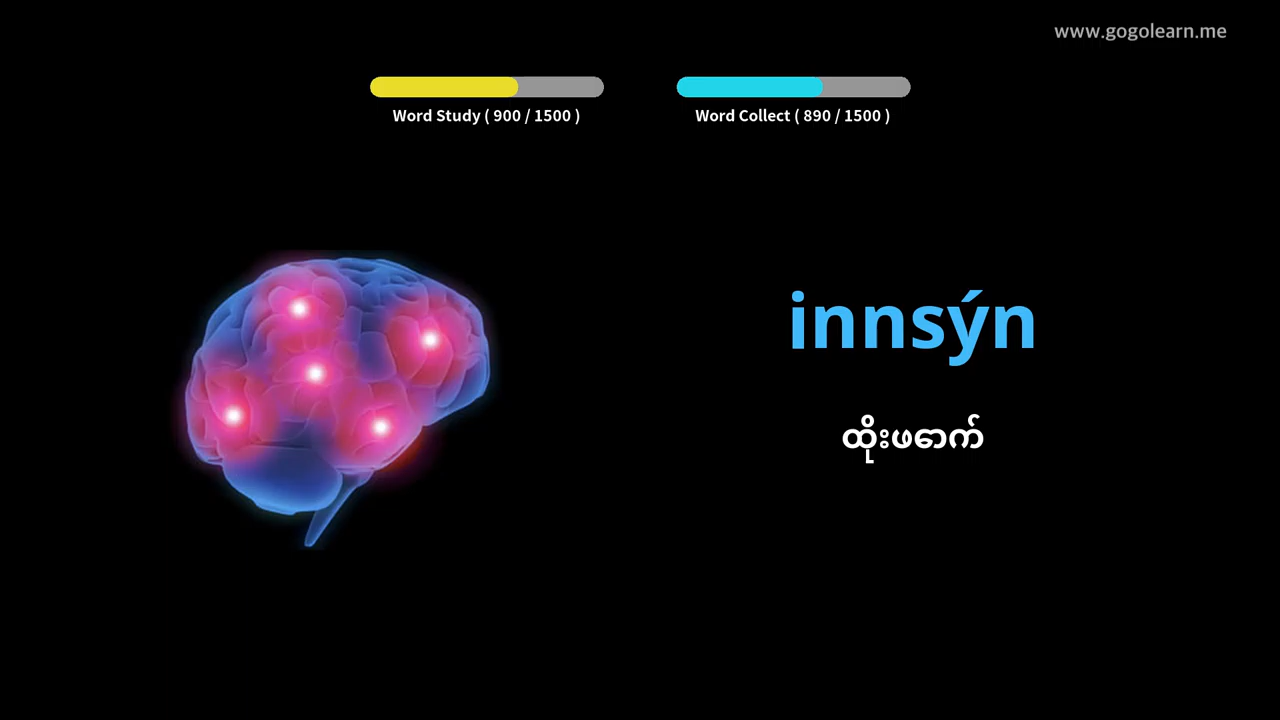 www.gogolearn.me
Word Study ( 900 / 1500 )
Word Collect ( 890 / 1500 )
innsýn
ထိုးဖောက်